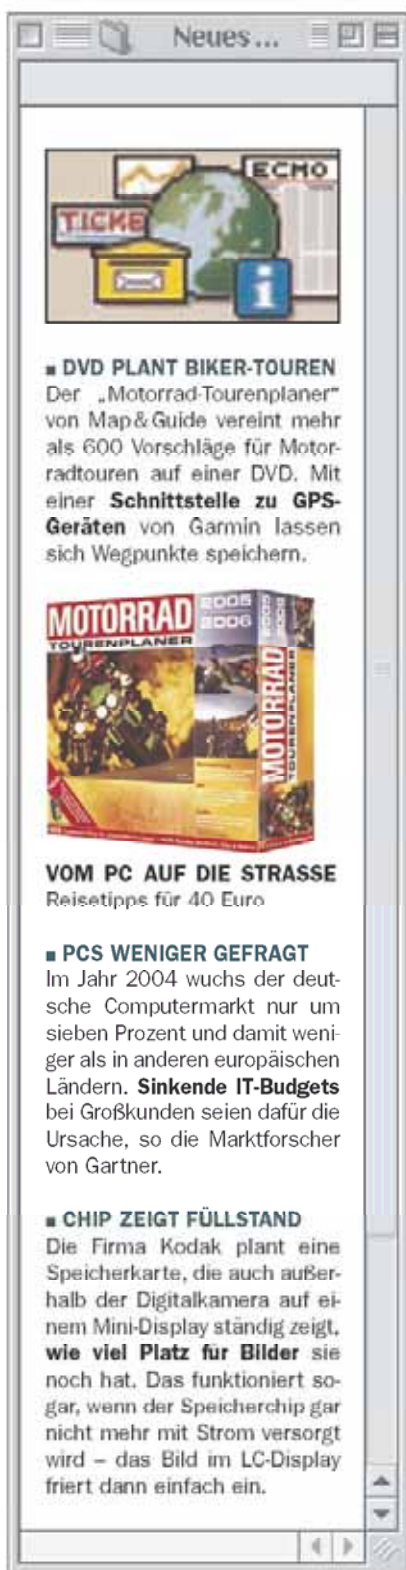 Neues ...
ECHO
TICKE
i
■ DVD PLANT BIKER-TOUREN
Der „Motorrad-Tourenplaner“
von Map & Guide vereint mehr
als 600 Vorschläge für Motor-
radtouren auf einer DVD. Mit
einer Schnittstelle zu GPS-
Geräten von Garmin lassen
sich Wegpunkte speichern.
MOTORRAD
TOURENPLANER
2005
2006
MOTORRAD
TOURENPLANER
VOM PC AUF DIE STRASSE
Reisetipps für 40 Euro
■ PCS WENIGER GEFRAGT
Im Jahr 2004 wuchs der deut-
sche Computermarkt nur um
sieben Prozent und damit weni-
ger als in anderen europäischen
Ländern. Sinkende IT-Budgets
bei Großkunden seien dafür die
Ursache, so die Marktforscher
von Gartner.
■ CHIP ZEIGT FÜLLSTAND
Die Firma Kodak plant eine
Speicherkarte, die auch außer-
halb der Digitalkamera auf ei-
nem Mini-Display ständig zeigt,
wie viel Platz für Bilder sie
noch hat. Das funktioniert so-
gar, wenn der Speicherchip gar
nicht mehr mit Strom versorgt
wird – das Bild im LC-Display
friert dann einfach ein.